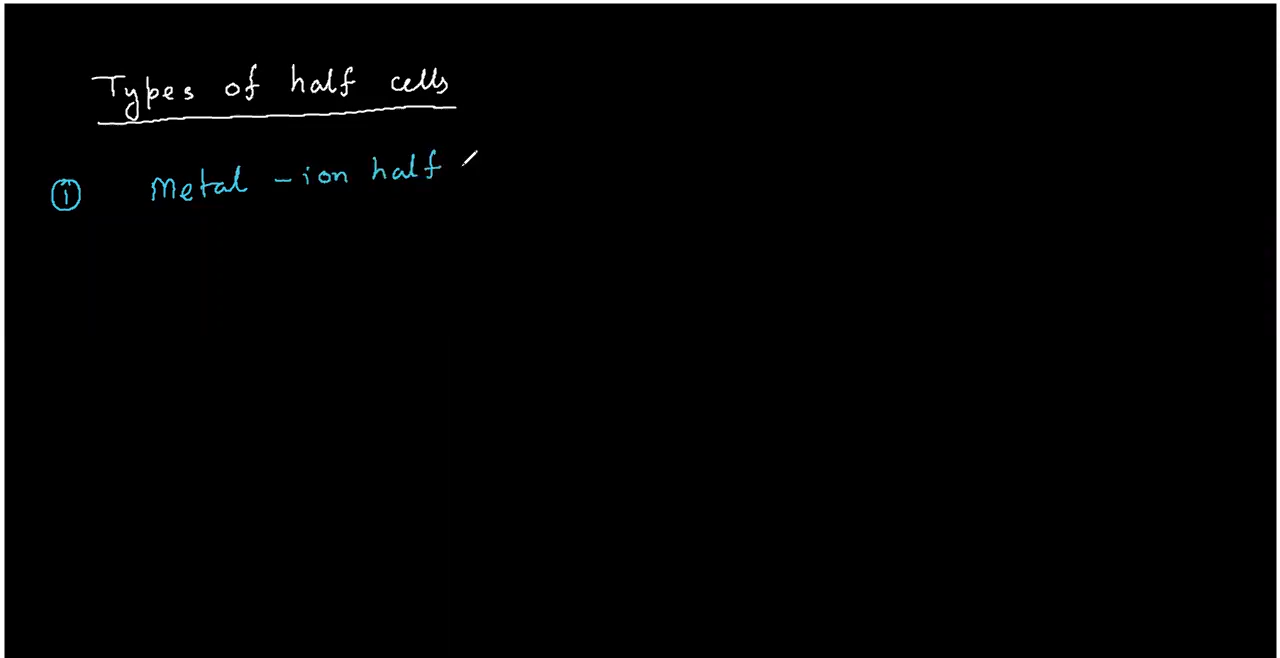 Types of half cells
① Metal - ion half